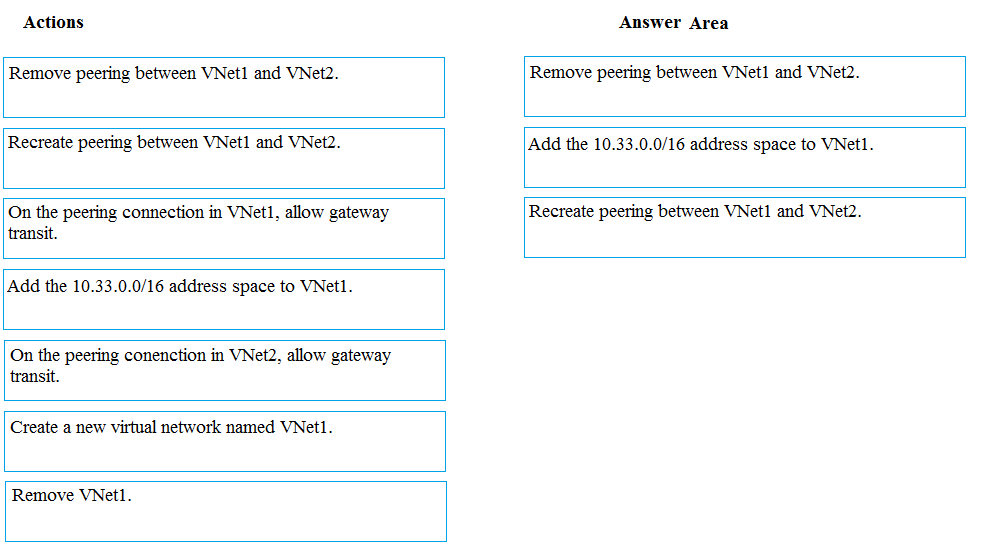 Actions
Remove peering between VNet1 and VNet2.
Recreate peering between VNet1 and VNet2.
On the peering connection in VNet1, allow gateway
transit.
Add the 10.33.0.0/16 address space to VNet1.
On the peering conenction in VNet2, allow gateway
transit.
Create a new virtual network named VNet1.
Remove VNet1.
Answer Area
Remove peering between VNet1 and VNet2.
Add the 10.33.0.0/16 address space to VNet1.
Recreate peering between VNet1 and VNet2.